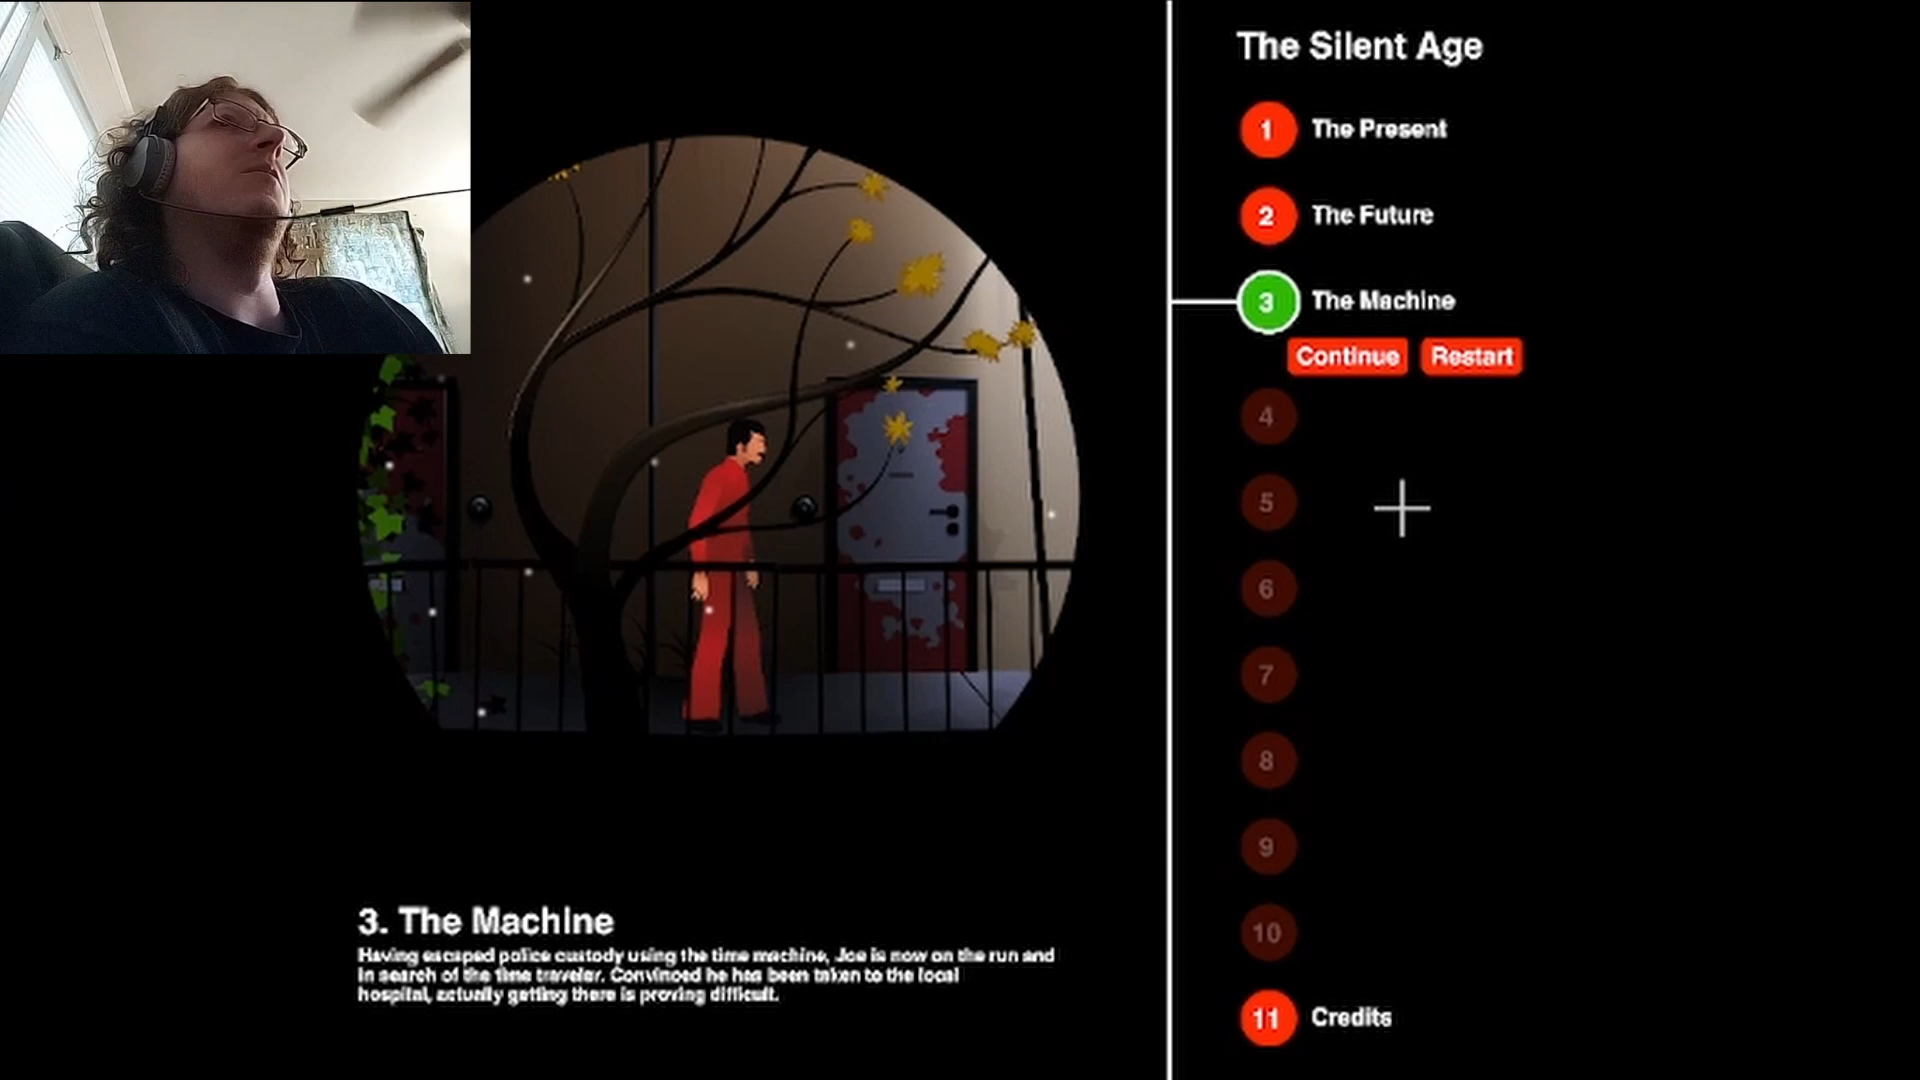 The Silent Age
1 The Present
2 The Future
3 The Machine
Continue Restart
4
5
6
7
8
9
10
11 Credits
3. The Machine
Having escaped police custody using the time machine, Joe is now on the run and
in search of the time traveler. Convinced he has been taken to the local
hospital, actually getting there is proving difficult.